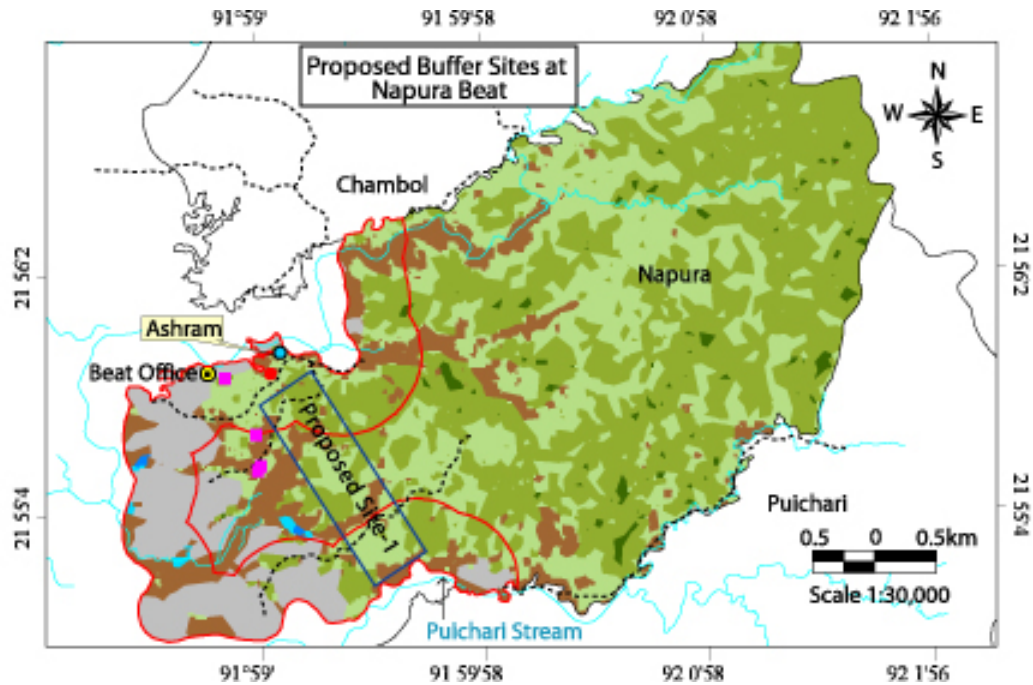 91°59'
91 59'58
92 0'58
92 1'56
Proposed Buffer Sites at
Napura Beat
N
W
E
S
Chambol
21 56'2
Napura
21 56'2
Ashram
Beat Office
Proposed Site-1
21 55'4
Puichari
21 55'4
0.5
0
0.5km
Scale 1:30,000
Puichari Stream
91°59'
91 59'58
92 0'58
92 1'56